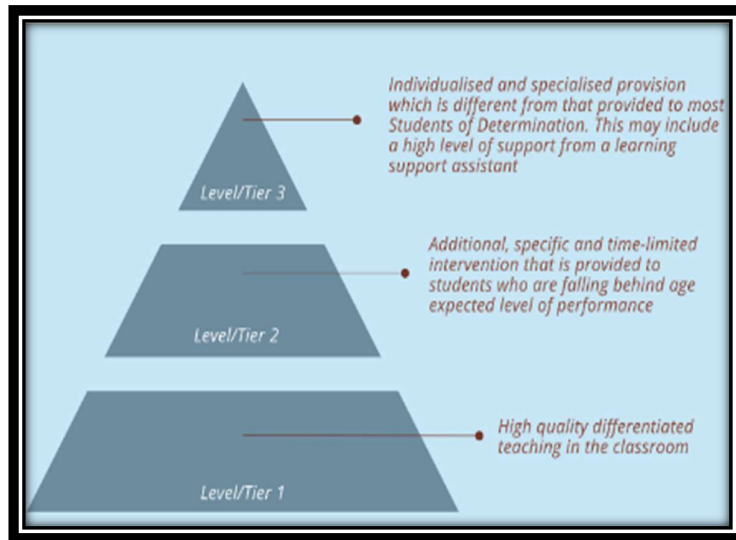 Individualised and specialised provision
which is different from that provided to most
Students of Determination. This may include
a high level of support from a learning
support assistant
Level/Tier 3
Additional, specific and time-limited
intervention that is provided to
students who are falling behind age
expected level of performance
Level/Tier 2
High quality differentiated
teaching in the classroom
Level/Tier 1